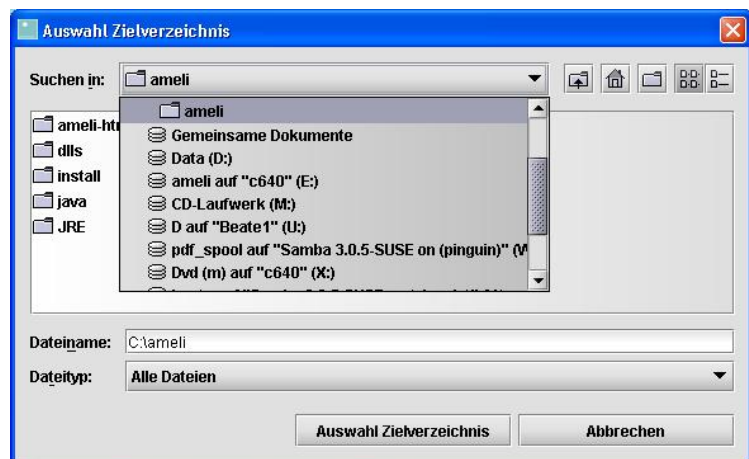 Auswahl Zielverzeichnis
Suchen in: ameli
ameli
Gemeinsame Dokumente
Data (D:)
ameli auf "c640" (E:)
CD-Laufwerk (M:)
D auf "Beate1" (U:)
pdf_spool auf "Samba 3.0.5-SUSE on (pinguin)"
Dvd (m) auf "c640" (X:)
dlls
install
java
JRE
Dateiname: C:\ameli
Dateityp: Alle Dateien
Auswahl Zielverzeichnis Abbrechen